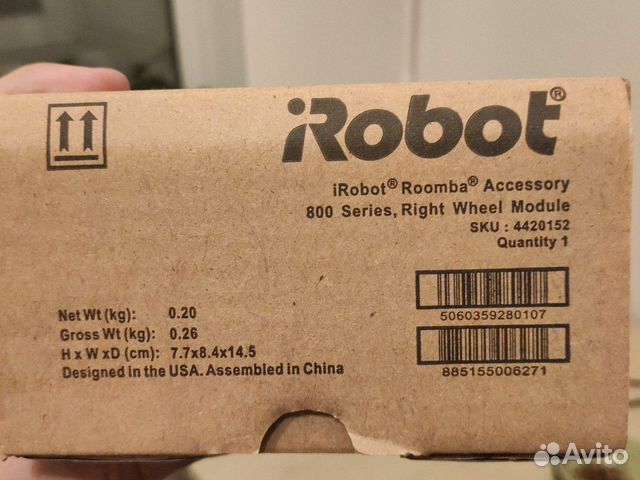 iRobot®
iRobot® Roomba® Accessory
800 Series, Right Wheel Module
SKU : 4420152
Quantity 1
5060359280107
885155006271
Net Wt (kg): 0.20
Gross Wt (kg): 0.26
H x W x D (cm): 7.7x8.4x14.5
Designed in the USA. Assembled in China
Avito